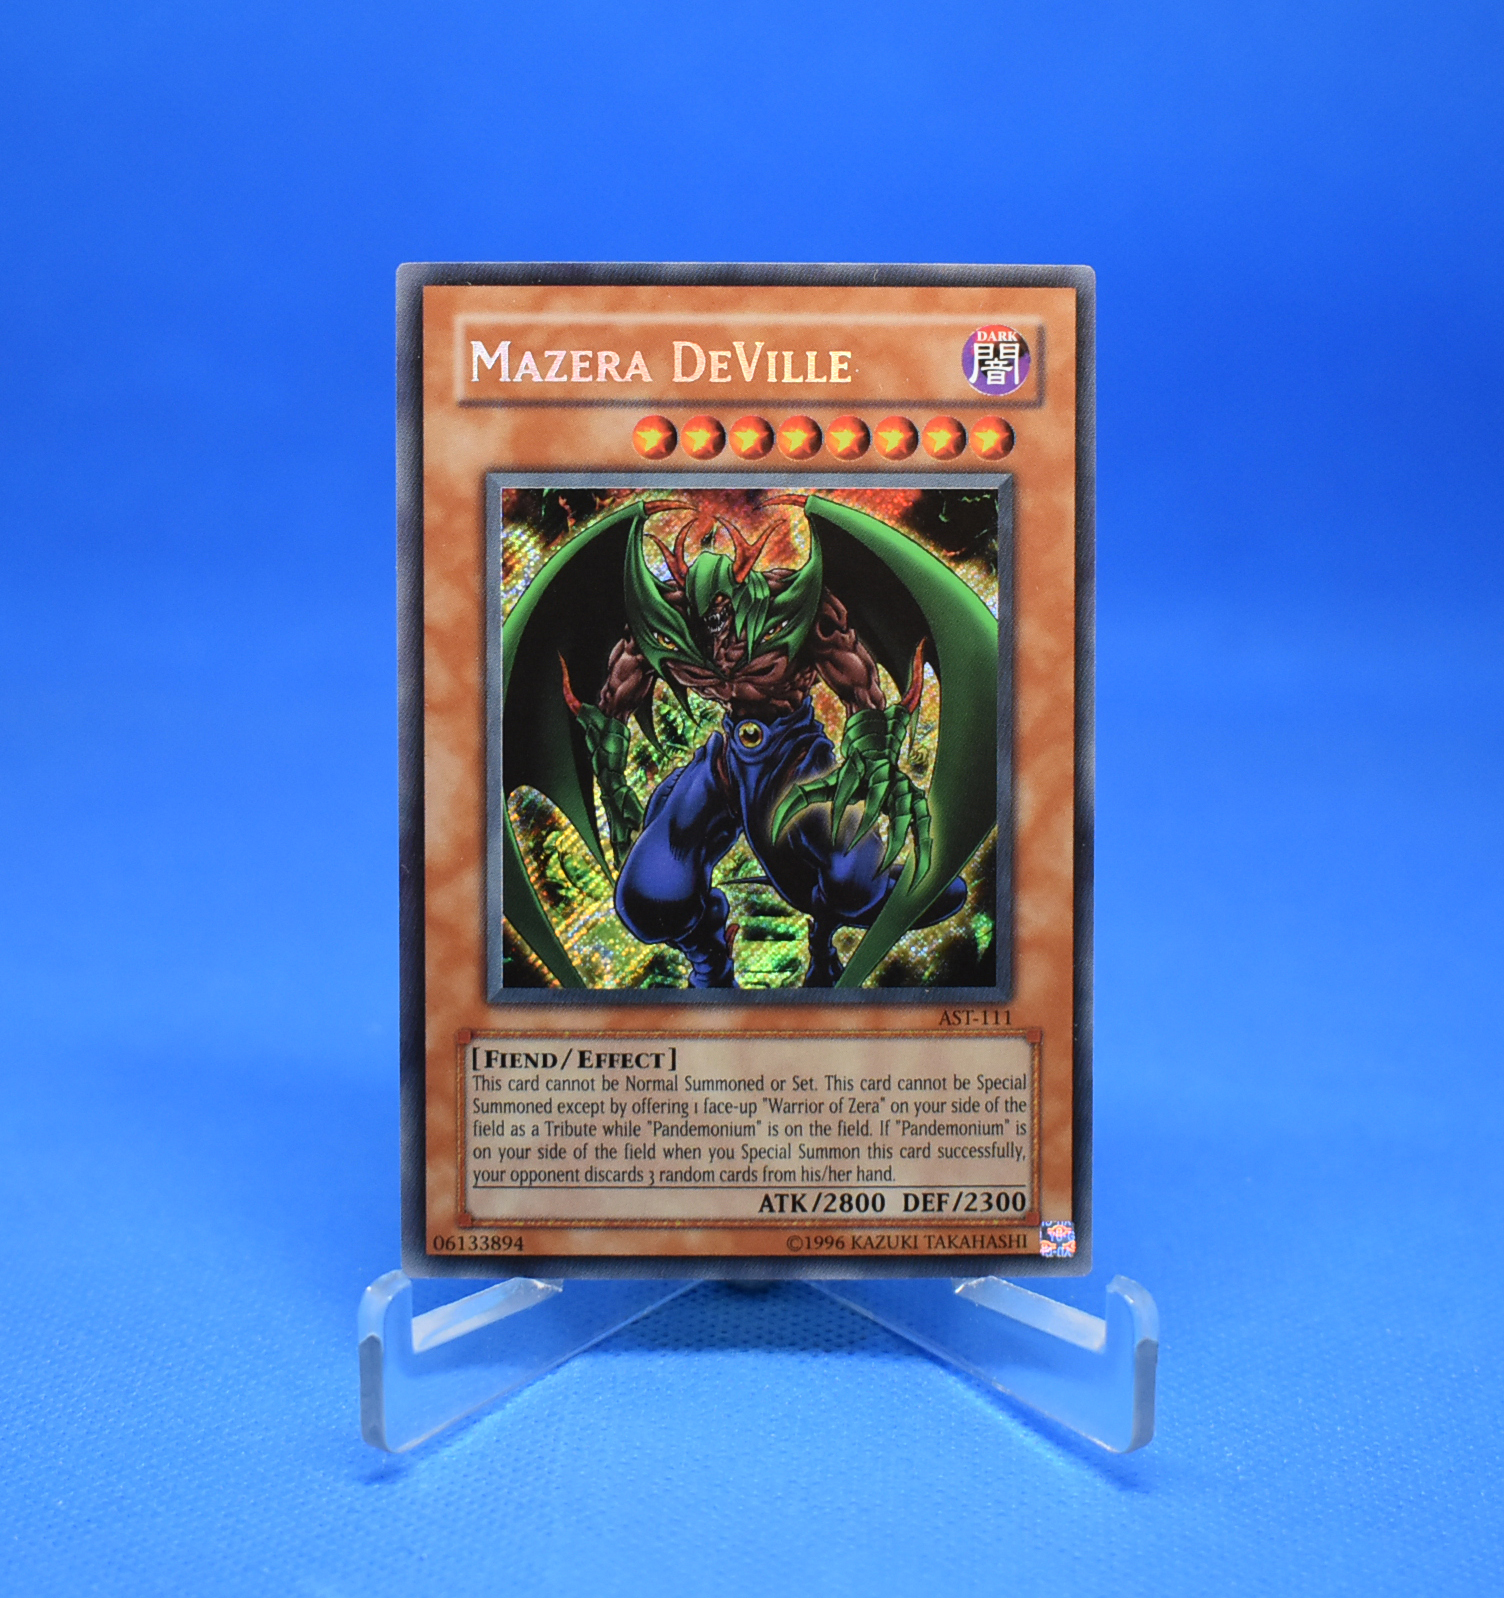 MAZERA DEVILLE
DARK
闇
AST-111
[FIEND/EFFECT]
This card cannot be Normal Summoned or Set. This card cannot be Special
Summoned except by offering 1 face-up "Warrior of Zera" on your side of the
field as a Tribute while "Pandemonium" is on the field. If "Pandemonium" is
on your side of the field when you Special Summon this card successfully,
your opponent discards 3 random cards from his/her hand.
ATK/2800 DEF/2300
06133894 ©1996 KAZUKI TAKAHASHI